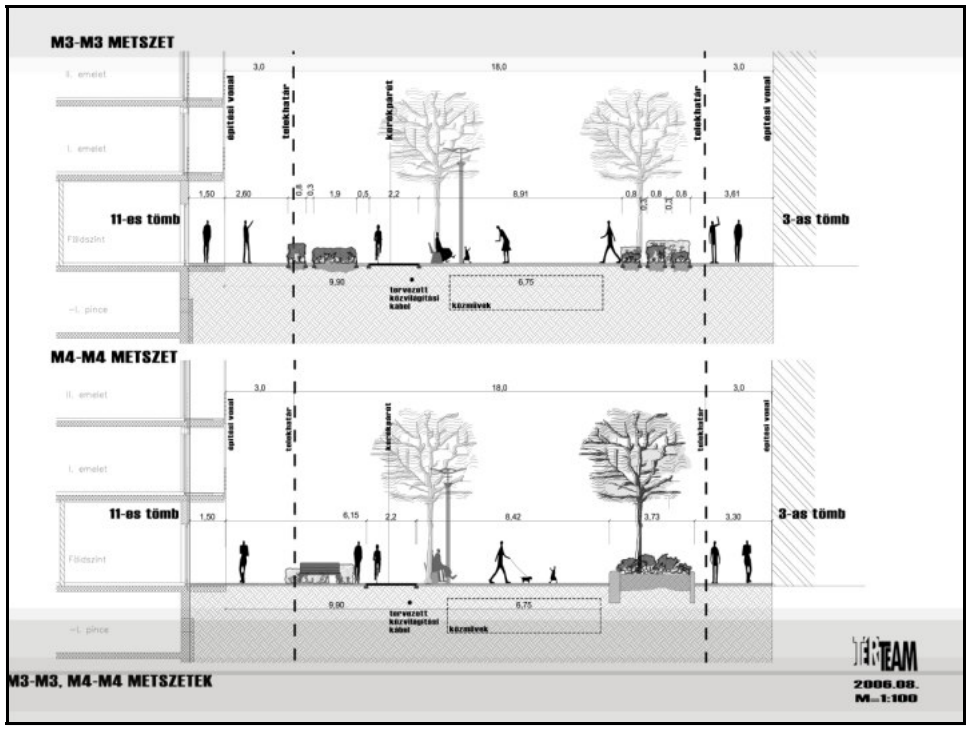 M3-M3 METSZET
3,0 18,0 3,0
II. emelet
építési vonal
telekhatár
kerékpárút
telekhatár
építési vonal
I. emelet
1,50 2,60 0,8 0,3 1,9 0,5 2,2 8,91 0,8 0,3 0,8 0,3 0,8 3,61
11-es tömb
3-as tömb
Földszint
9,90 6,75
tervezett
közvilágítási
kábel
közművek
-I. pince
M4-M4 METSZET
3,0 18,0 3,0
II. emelet
építési vonal
telekhatár
kerékpárút
telekhatár
építési vonal
I. emelet
11-es tömb
3-as tömb
1,50 6,15 2,2 8,42 3,73 3,30
Földszint
9,90 6,75
tervezett
közvilágítási
kábel
közművek
-I. pince
TÉRTEAM
M3-M3, M4-M4 METSZETEK
2006.08.
M=1:100